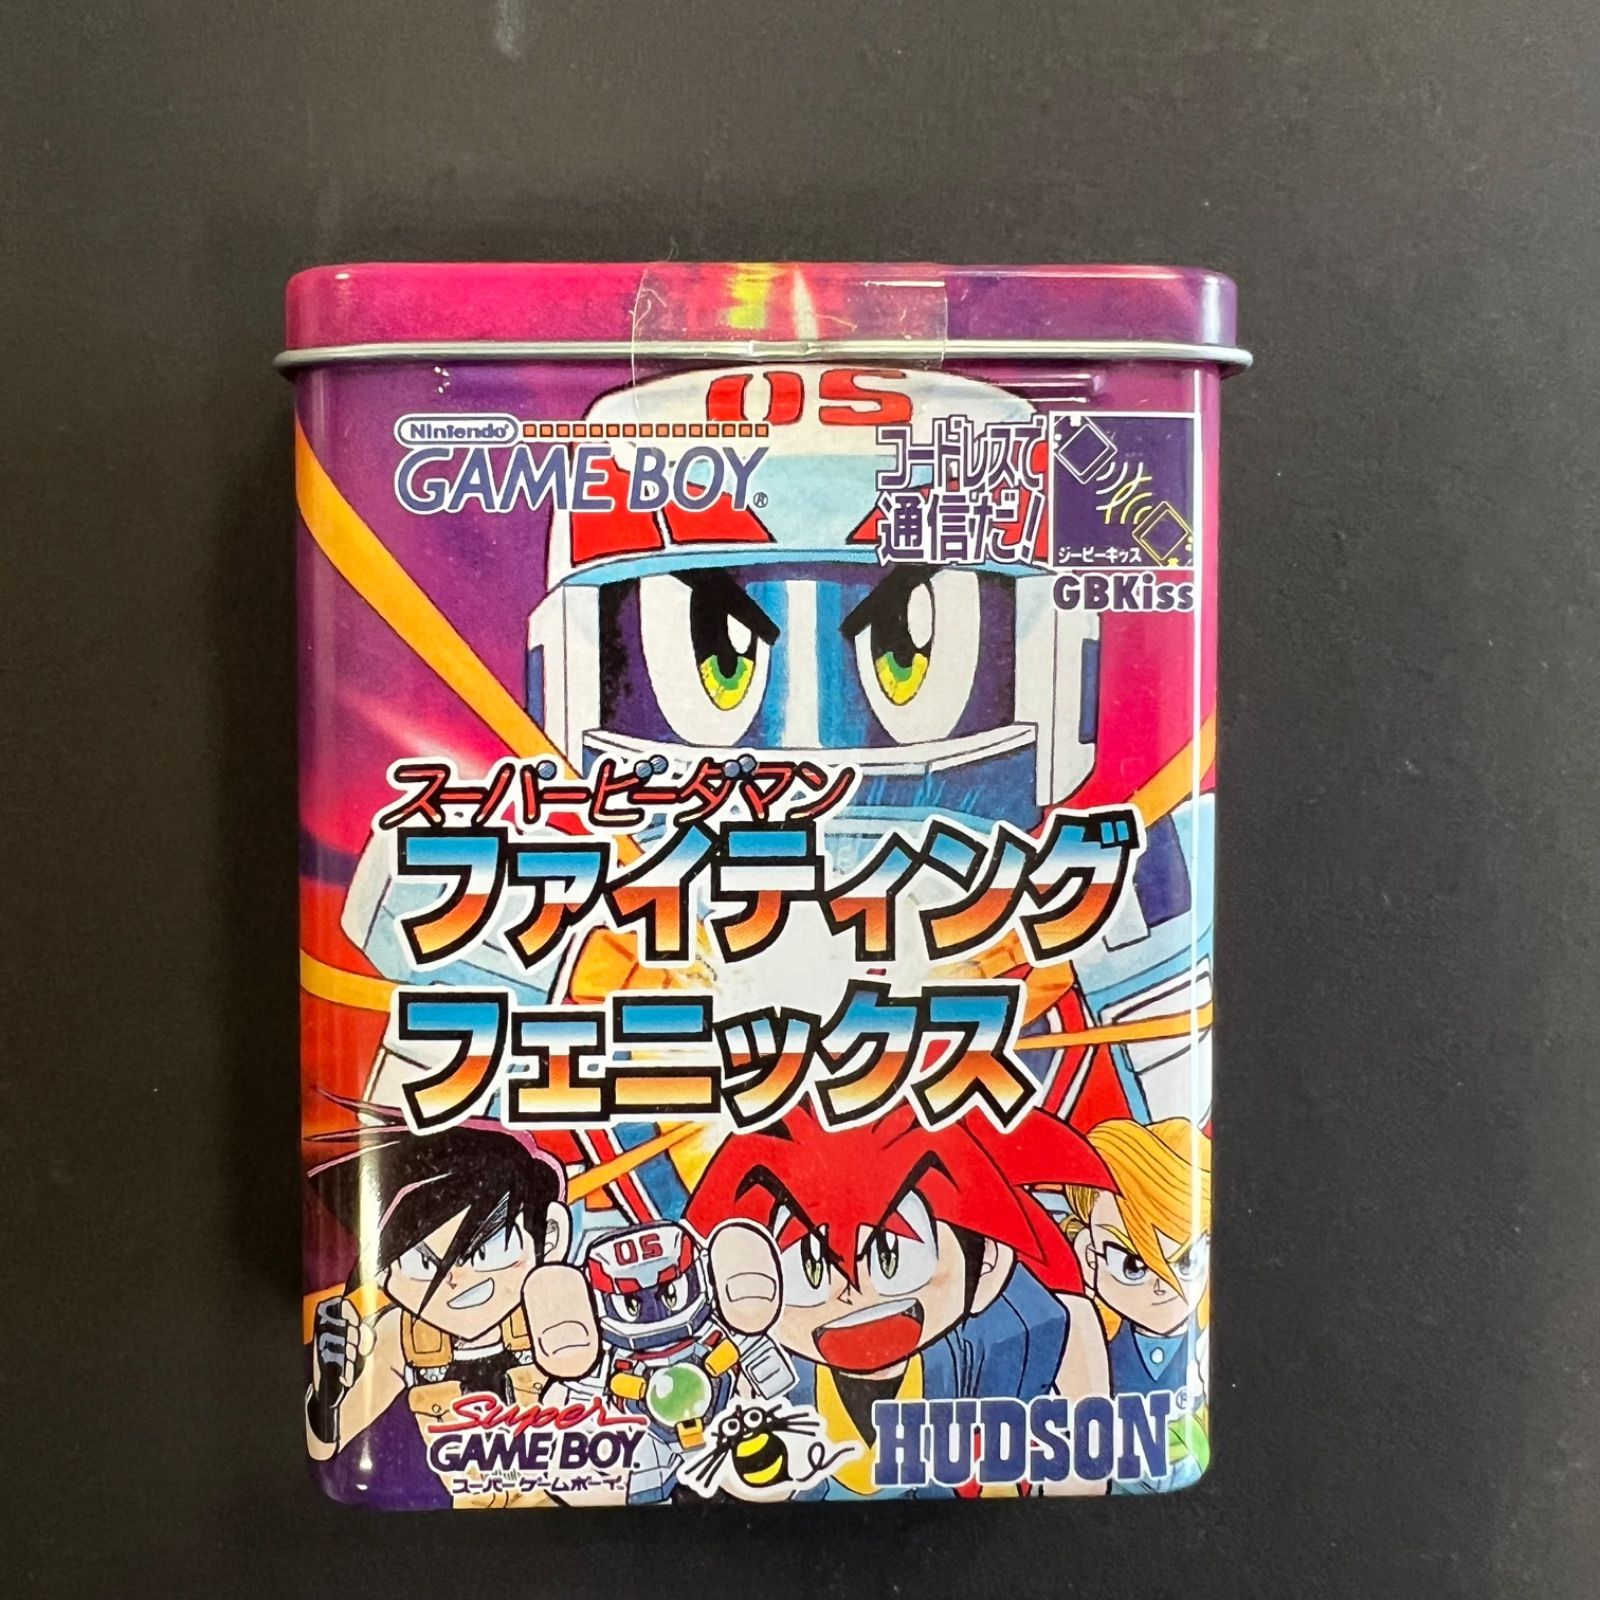 OS
Nintendo
GAME BOY®
コードレスで
通信だ!
ジービーキッス
GBKiss
スーパービーダマン
ファイティング
フェニックス
OS
Super
GAME BOY
スーパーゲームボーイ
HUDSON®